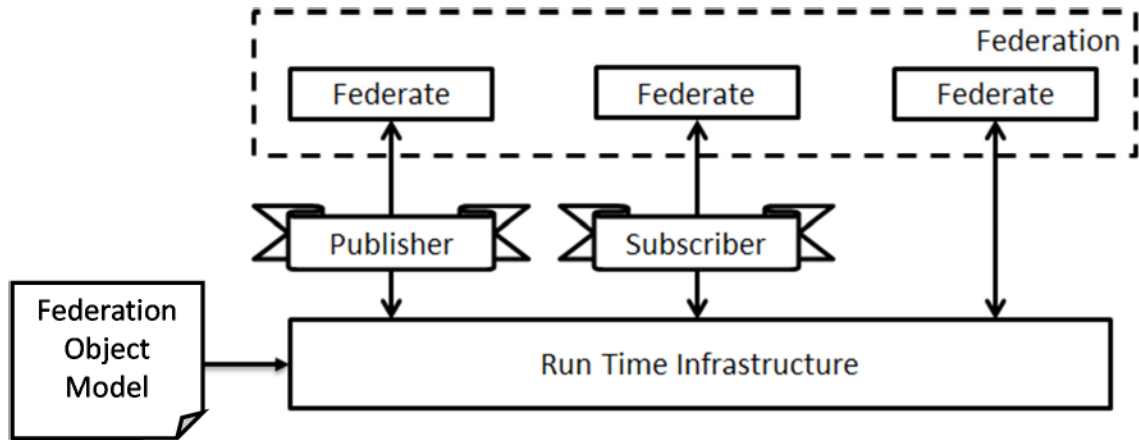 Federation
Federate
Federate
Federate
Publisher
Subscriber
Federation
Object
Model
Run Time Infrastructure